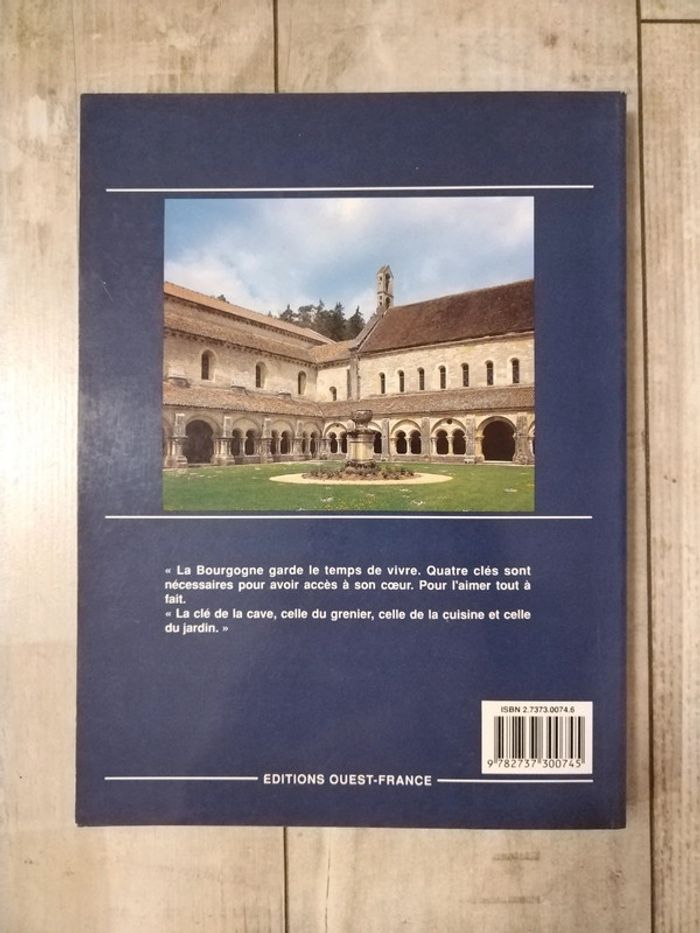 « La Bourgogne garde le temps de vivre. Quatre clés sont
nécessaires pour avoir accès à son cœur. Pour l'aimer tout à
fait.
« La clé de la cave, celle du grenier, celle de la cuisine et celle
du jardin. »
ISBN 2.7373.0074.6
9 782737 300745
EDITIONS OUEST-FRANCE